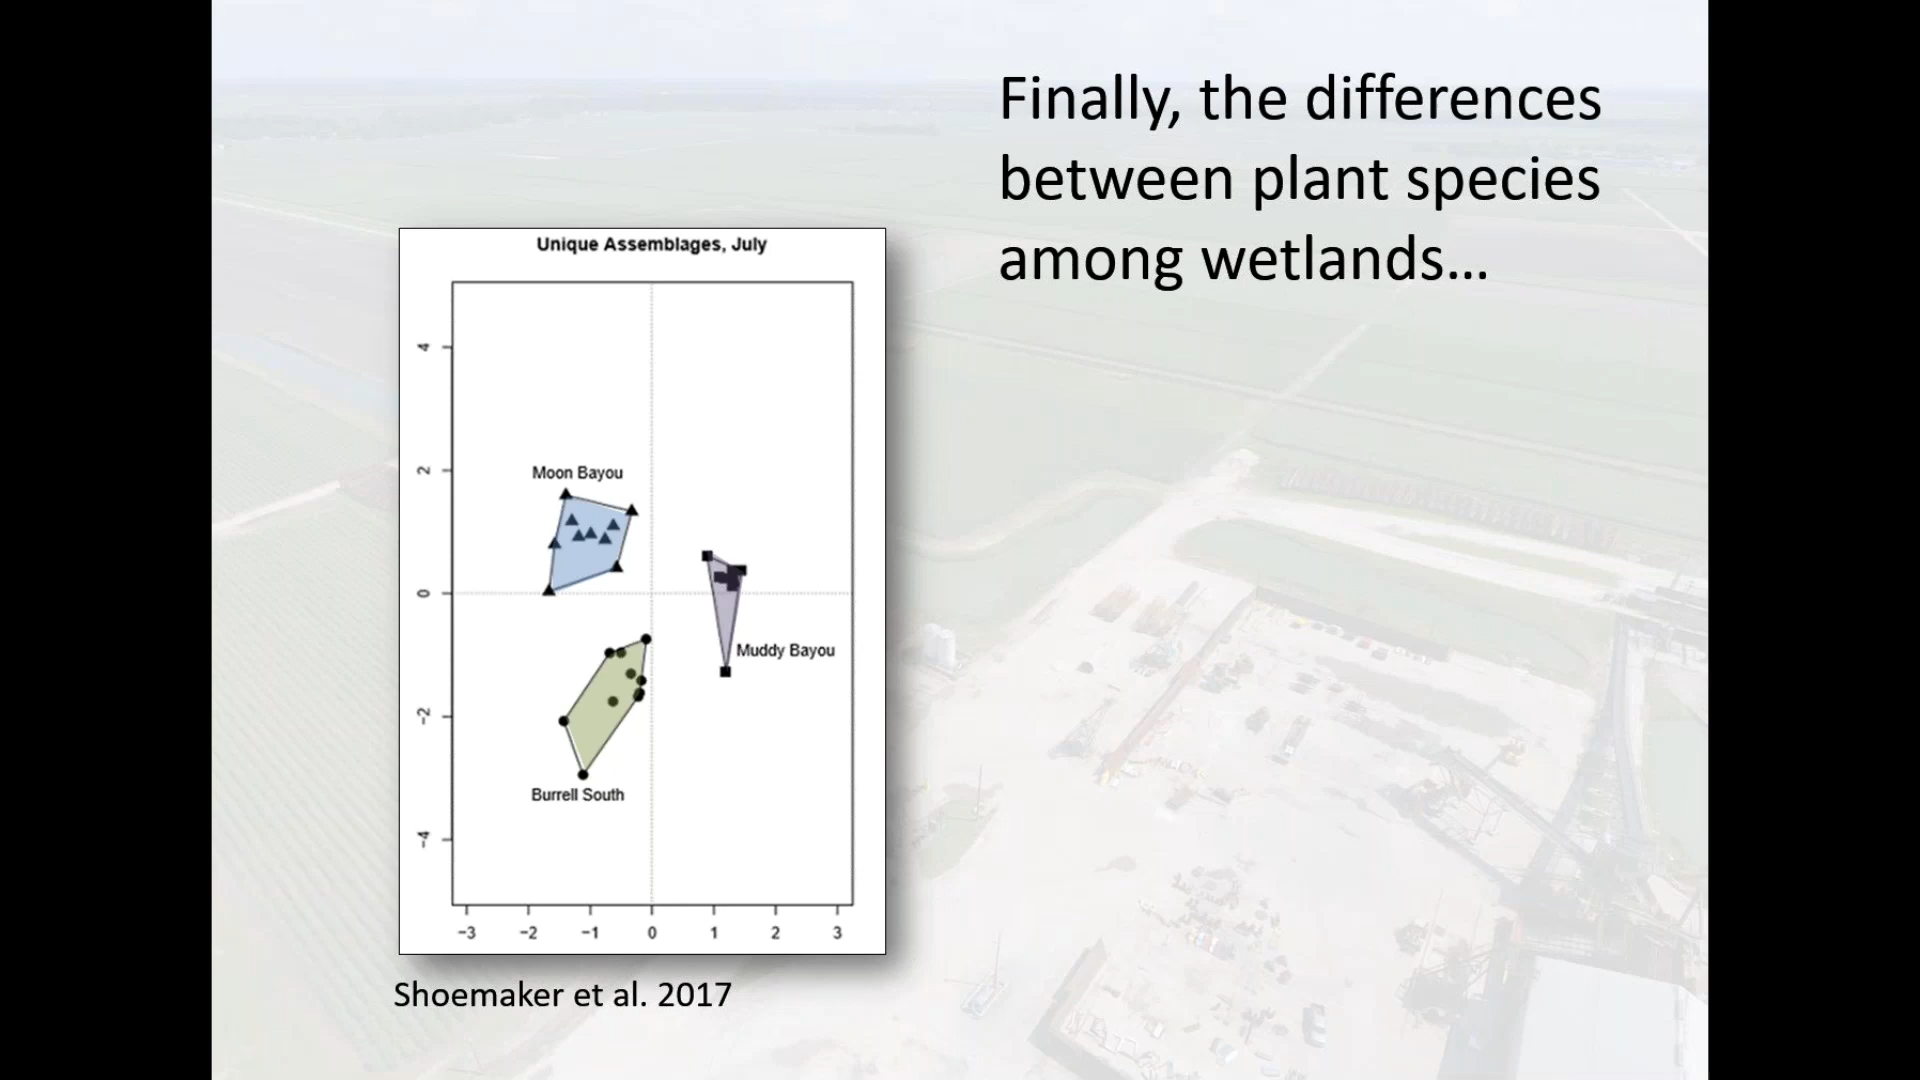 Finally, the differences
between plant species
among wetlands…
Unique Assemblages, July
4
2
0
-2
-4
Moon Bayou
Muddy Bayou
Burrell South
-3 -2 -1 0 1 2 3
Shoemaker et al. 2017